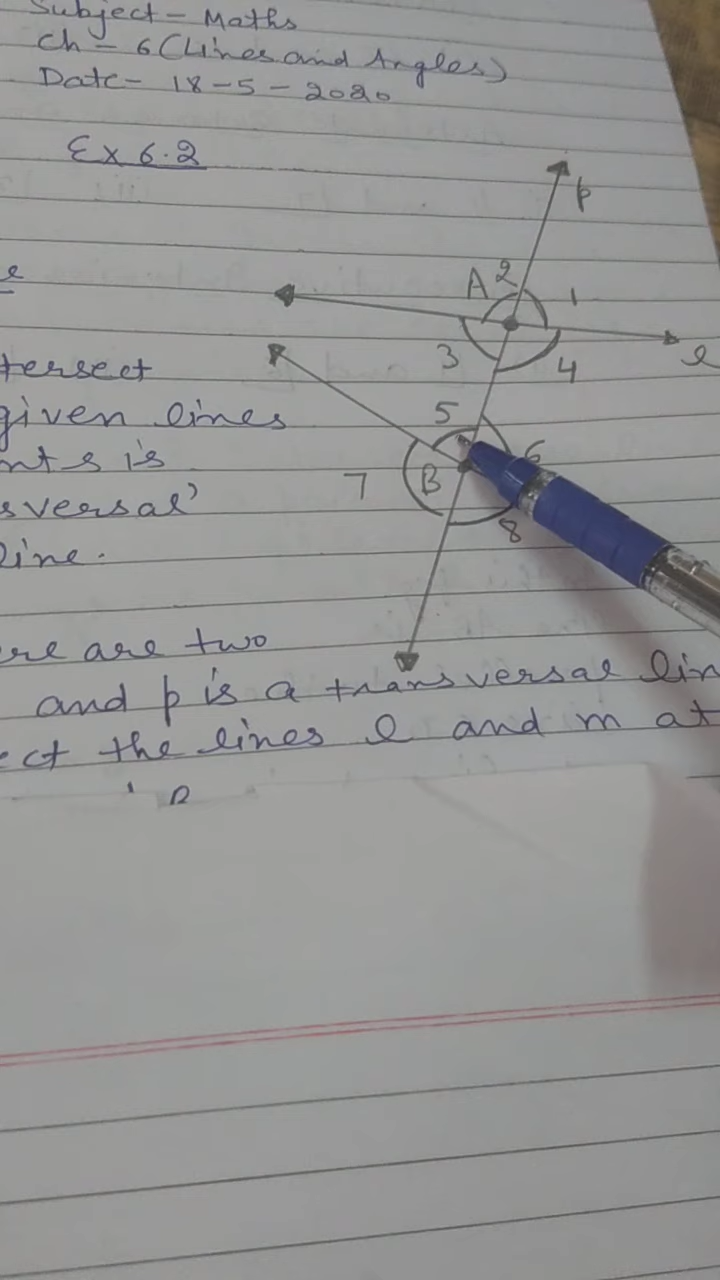 Subject - Maths
Ch - 6 (Lines and Angles)
Date - 18-5-2020
Ex 6.2
p
A 2 1
3 4
l
5 6
7 B
8
tersect
given lines
nts is
sversal'
line.
ere are two
and p is a transversal lin
ect the lines l and m at